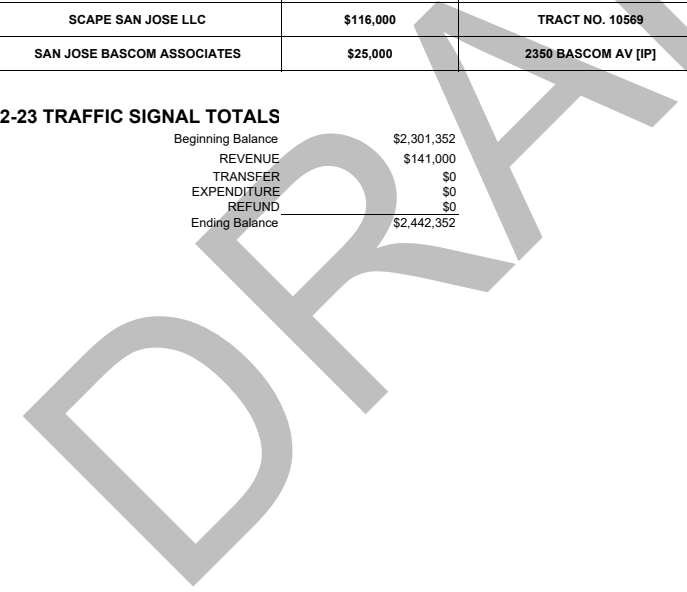 SCAPE SAN JOSE LLC $116,000 TRACT NO. 10569
SAN JOSE BASCOM ASSOCIATES $25,000 2350 BASCOM AV [IP]
2-23 TRAFFIC SIGNAL TOTALS
Beginning Balance $2,301,352
REVENUE $141,000
TRANSFER $0
EXPENDITURE $0
REFUND $0
Ending Balance $2,442,352
DRA